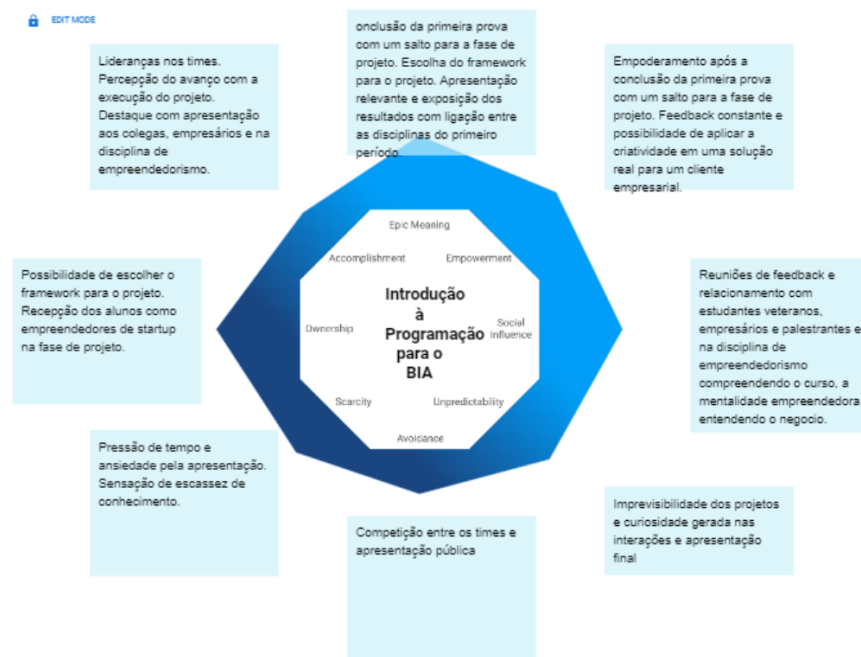 EDIT MODE
Lideranças nos times.
Percepção do avanço com a
execução do projeto.
Destaque com apresentação
aos colegas, empresários e na
disciplina de
empreendedorismo.
onclusão da primeira prova
com um salto para a fase de
projeto. Escolha do framework
para o projeto. Apresentação
relevante e exposição dos
resultados com ligação entre
as disciplinas do primeiro
período.
Empoderamento após a
conclusão da primeira prova
com um salto para a fase de
projeto. Feedback constante e
possibilidade de aplicar a
criatividade em uma solução
real para um cliente
empresarial.
Possibilidade de escolher o
framework para o projeto.
Recepção dos alunos como
empreendedores de startup
na fase de projeto.
Epic Meaning
Accomplishment
Empowerment
Ownership
Introdução
à
Programação
para o
BIA
Social
Influence
Scarcity
Unpredictability
Avoidance
Reuniões de feedback e
relacionamento com
estudantes veteranos,
empresários e palestrantes e
na disciplina de
empreendedorismo
compreendendo o curso, a
mentalidade empreendedora
entendendo o negocio.
Pressão de tempo e
ansiedade pela apresentação.
Sensação de escassez de
conhecimento.
Competição entre os times e
apresentação pública
Imprevisibilidade dos projetos
e curiosidade gerada nas
interações e apresentação
final